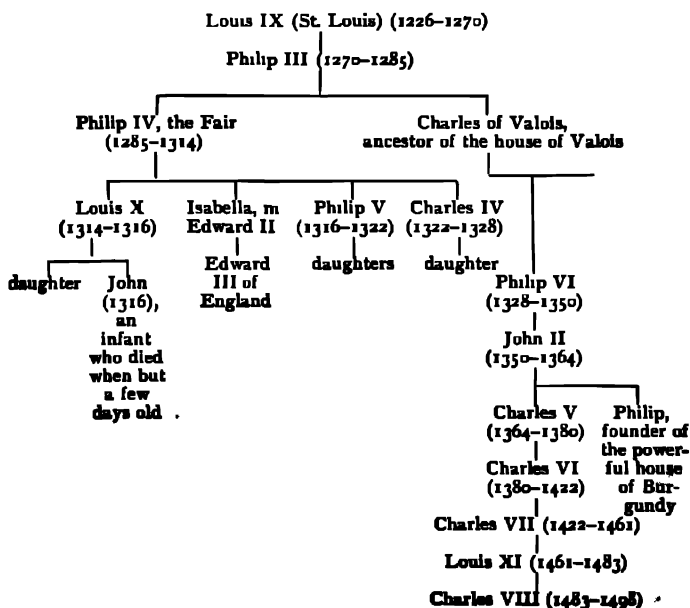 Louis IX (St. Louis) (1226–1270)
Philip III (1270–1285)
Philip IV, the Fair
(1285–1314)
Charles of Valois,
ancestor of the house of Valois
Louis X
(1314–1316)
Isabella, m
Edward II
Philip V
(1316–1322)
Charles IV
(1322–1328)
daughter
John
(1316),
an
infant
who died
when but
a few
days old
Edward
III of
England
daughters
daughter
Philip VI
(1328–1350)
John II
(1350–1364)
Charles V
(1364–1380)
Philip,
founder of
the power-
ful house
of Bur-
gundy
Charles VI
(1380–1422)
Charles VII (1422–1461)
Louis XI (1461–1483)
Charles VIII (1483–1498)